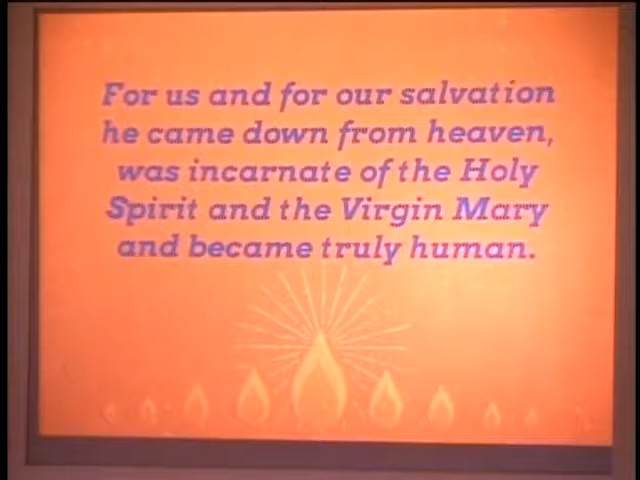 For us and for our salvation
he came down from heaven,
was incarnate of the Holy
Spirit and the Virgin Mary
and became truly human.